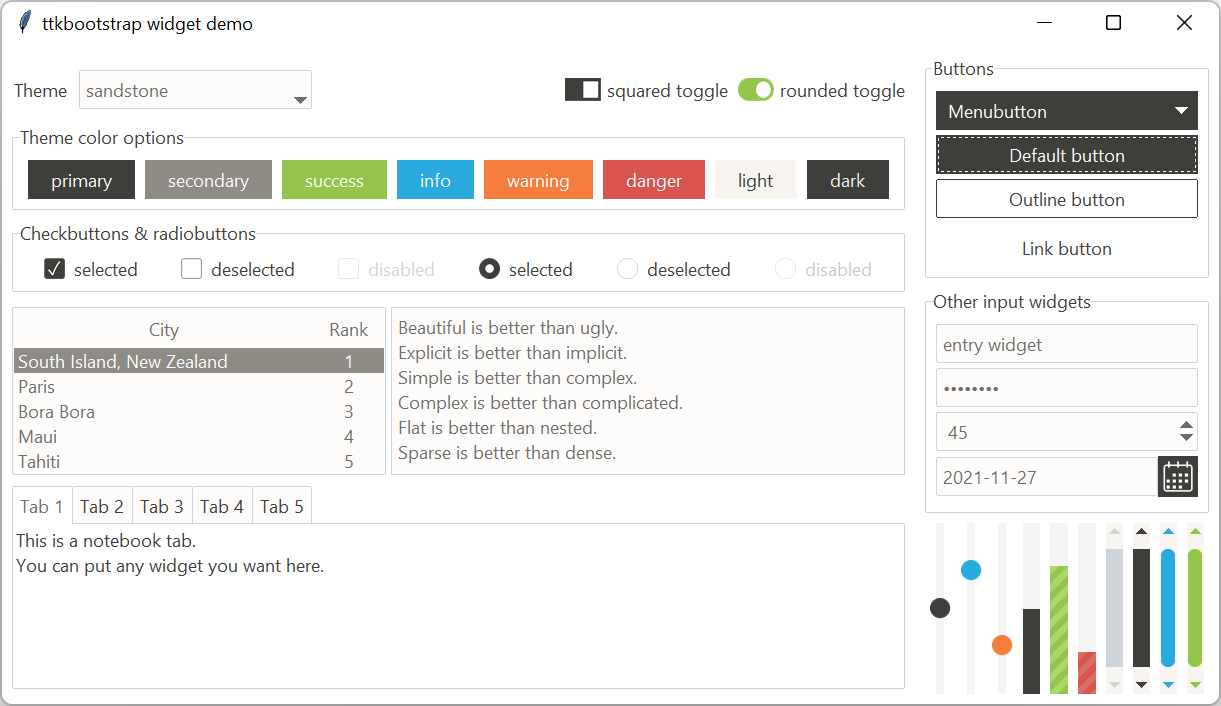 ttkbootstrap widget demo
Theme sandstone squared toggle rounded toggle
Theme color options
primary secondary success info warning danger light dark
Checkbuttons & radiobuttons
selected deselected disabled selected deselected disabled
City Rank
South Island, New Zealand 1
Paris 2
Bora Bora 3
Maui 4
Tahiti 5
Beautiful is better than ugly.
Explicit is better than implicit.
Simple is better than complex.
Complex is better than complicated.
Flat is better than nested.
Sparse is better than dense.
Tab 1 Tab 2 Tab 3 Tab 4 Tab 5
This is a notebook tab.
You can put any widget you want here.
Buttons
Menubutton
Default button
Outline button
Link button
Other input widgets
entry widget
••••••••
45
2021-11-27